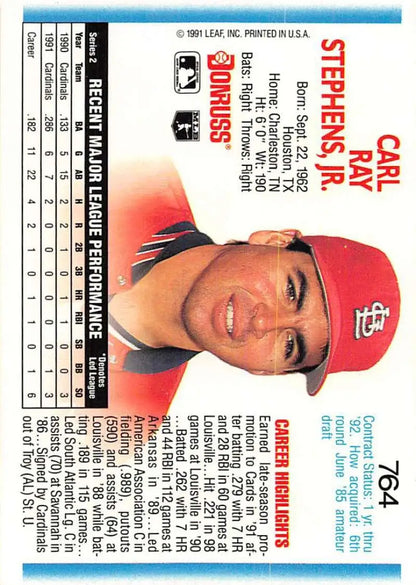 CARL
RAY
STEPHENS, JR.
Born: Sept. 22, 1962
Houston, TX
Home: Charleston, TN
Ht: 6'0" Wt: 190
Bats: Right Throws: Right
DONRUSS
MLB
© 1991 LEAF, INC. PRINTED IN U.S.A.
764
Contract Status: 1 yr. thru
'92. How acquired: 6th
round June '85 amateur
draft
CAREER HIGHLIGHTS
Earned late-season pro-
motion to Cards in '91 af-
ter batting .279 with 7 HR
and 28 RBI in 60 games at
Louisville...Hit .221 in 98
games at Louisville in '90
...Batted .262 with 7 HR
and 44 RBI in 112 games at
Arkansas in '89...Led
American Association C in
fielding (.989), putouts
(590) and assists (64) at
Louisville in '88 while bat-
ting .189 in 115 games...
Led South Atlantic Lg. C in
assists (70) at Savannah in
'86...Signed by Cardinals
out of Troy (AL) St. U.
Series 2 RECENT MAJOR LEAGUE PERFORMANCE *Denotes Led League
Year Team BA G AB H R 2B 3B HR RBI SB BB SO
1990 Cardinals .133 5 15 2 2 1 0 1 1 0 0 3
1991 Cardinals .286 6 7 2 0 1 0 0 0 0 1 3
Career .182 11 22 4 2 2 0 1 1 0 1 6